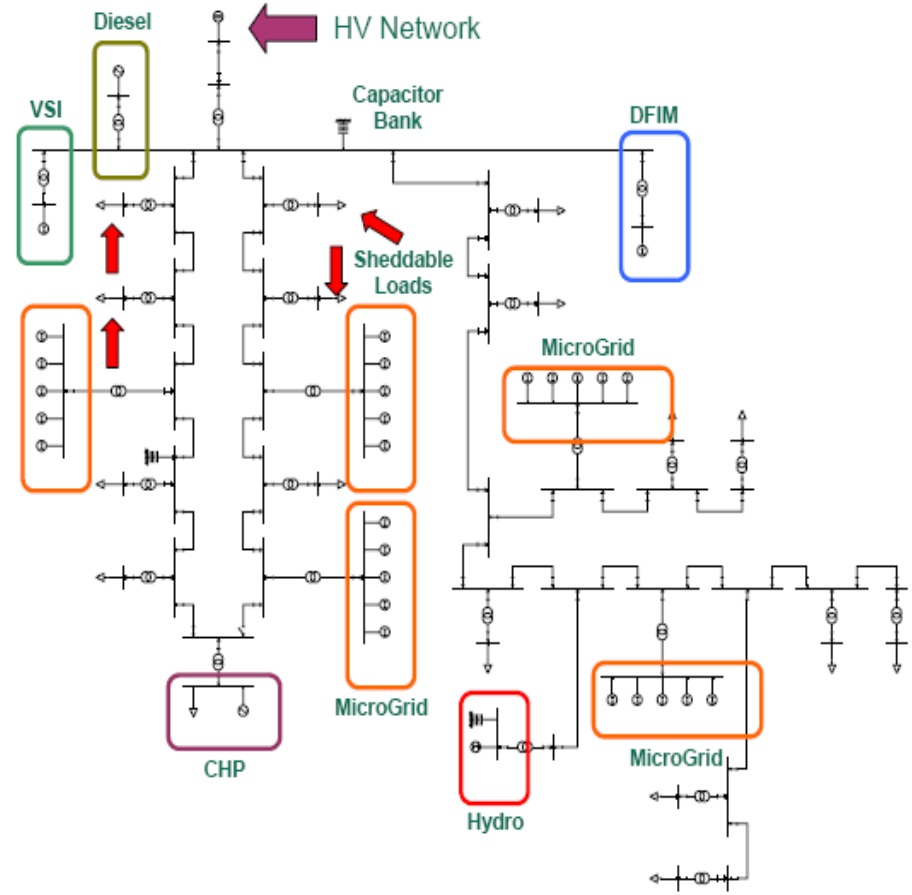 Diesel
HV Network
VSI
Capacitor
Bank
DFIM
Sheddable
Loads
MicroGrid
MicroGrid
CHP
MicroGrid
Hydro